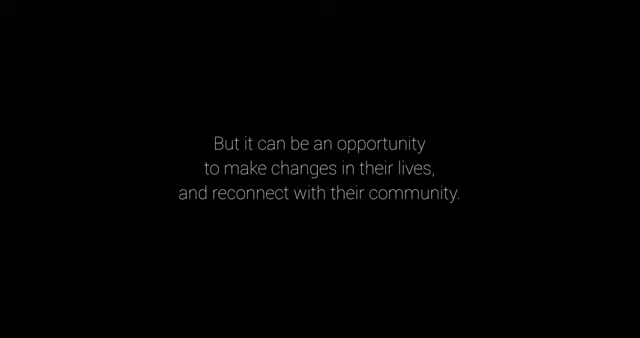 But it can be an opportunity
to make changes in their lives,
and reconnect with their community.